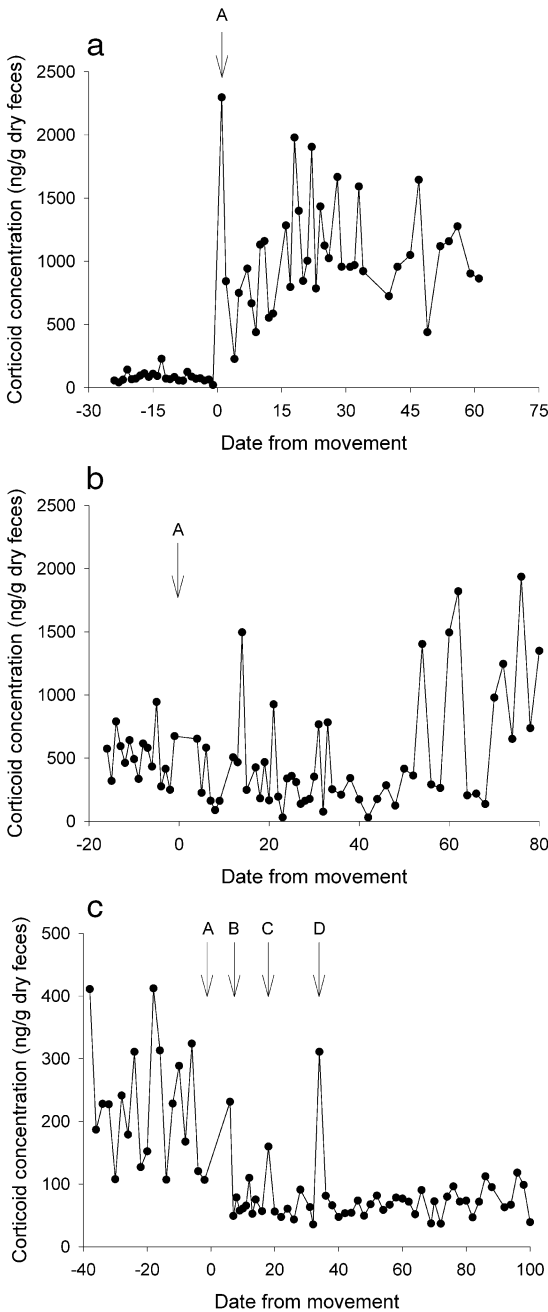 A
a
2500
2000
1500
1000
500
0
Corticoid concentration (ng/g dry feces)
-30 -15 0 15 30 45 60 75
Date from movement
b
A
2500
2000
1500
1000
500
0
Corticoid concentration (ng/g dry feces)
-20 0 20 40 60 80
Date from movement
c
A B C D
500
400
300
200
100
0
Corticoid concentration (ng/g dry feces)
-40 -20 0 20 40 60 80 100
Date from movement